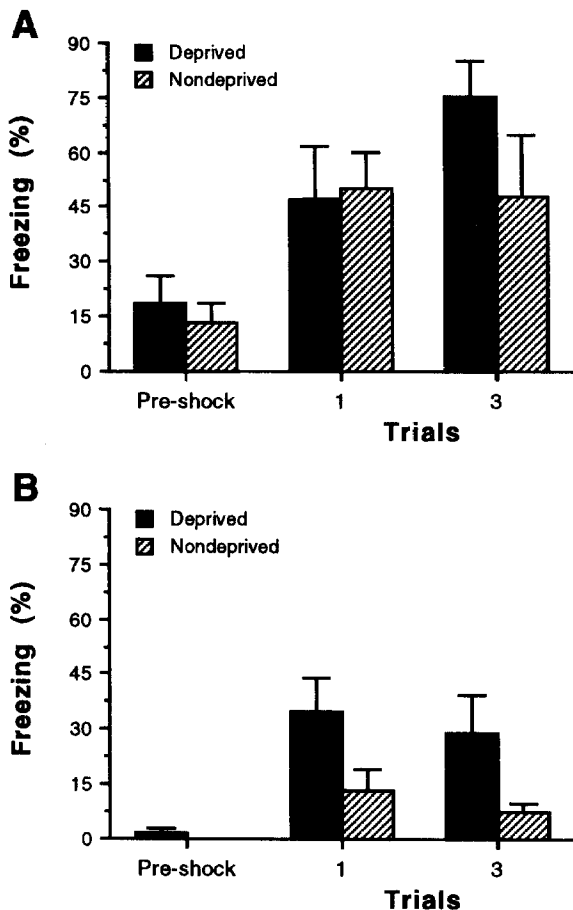 A
90
75
60
45
30
15
0
Freezing (%)
Deprived
Nondeprived
Pre-shock 1 3
Trials
B
90
75
60
45
30
15
0
Freezing (%)
Deprived
Nondeprived
Pre-shock 1 3
Trials